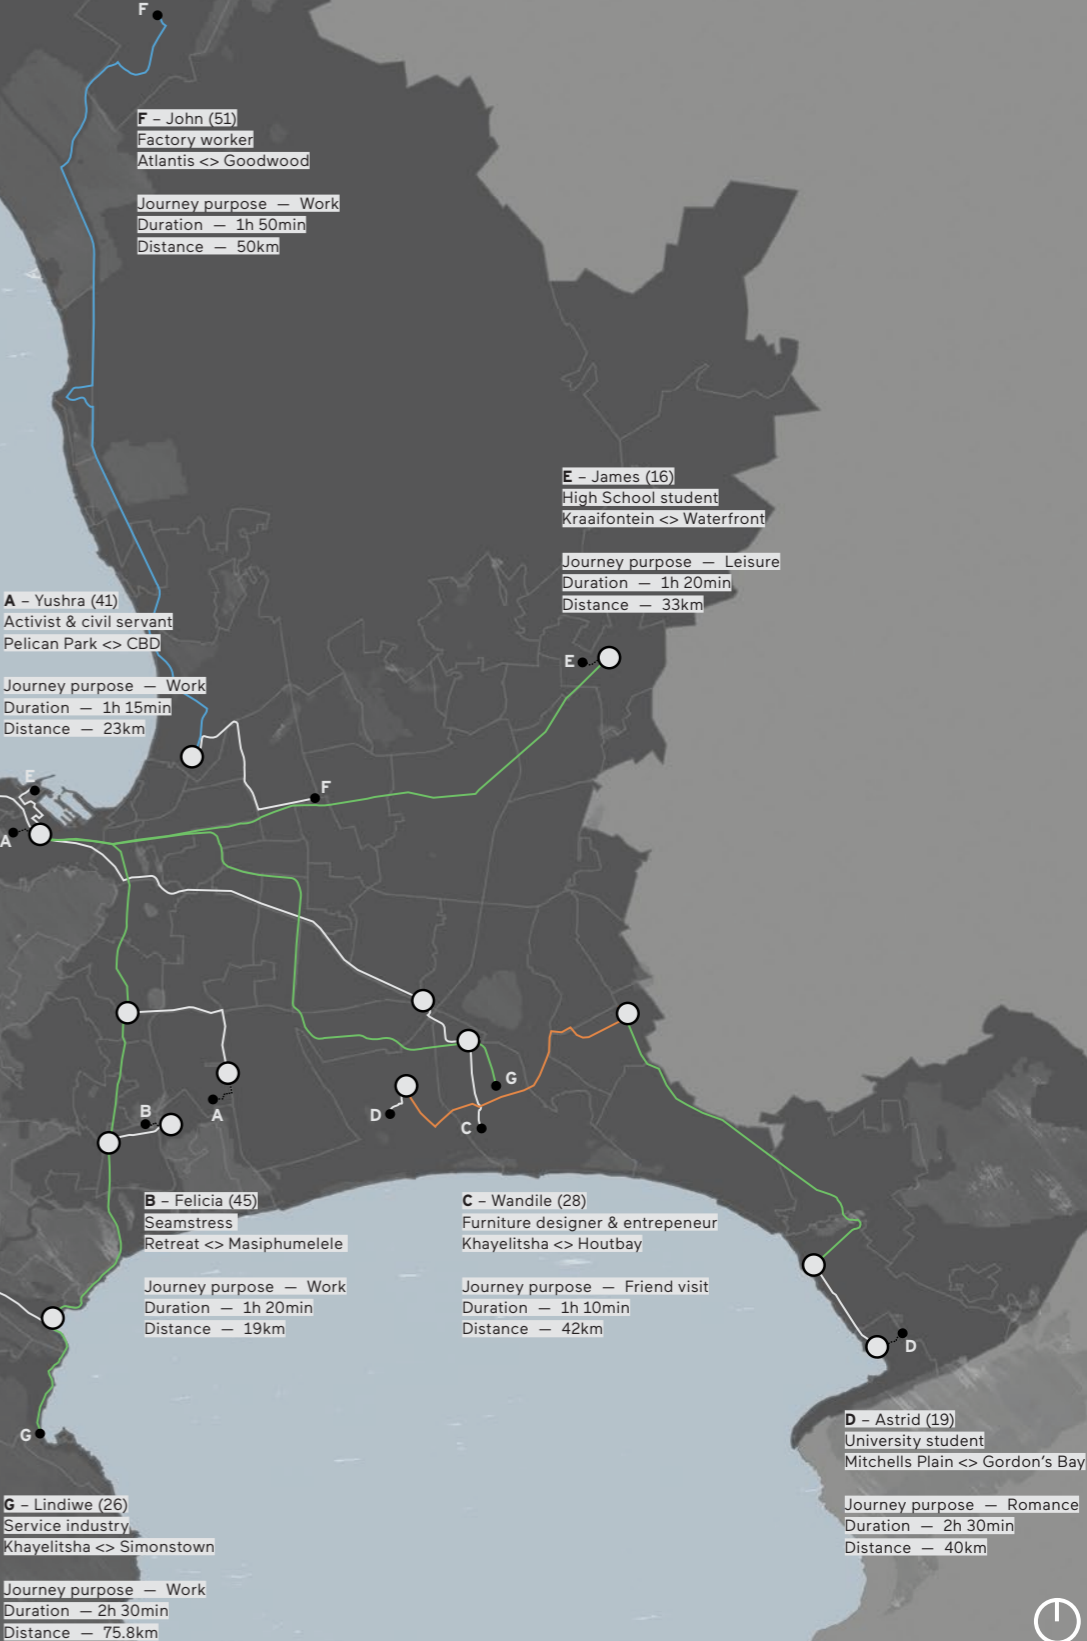 F
F – John (51)
Factory worker
Atlantis <> Goodwood
Journey purpose — Work
Duration — 1h 50min
Distance — 50km
E – James (16)
High School student
Kraaifontein <> Waterfront
Journey purpose — Leisure
Duration — 1h 20min
Distance — 33km
A – Yushra (41)
Activist & civil servant
Pelican Park <> CBD
Journey purpose — Work
Duration — 1h 15min
Distance — 23km
E
E
F
A
G
D
C
B
A
B – Felicia (45)
Seamstress
Retreat <> Masiphumelele
Journey purpose — Work
Duration — 1h 20min
Distance — 19km
C – Wandile (28)
Furniture designer & entrepeneur
Khayelitsha <> Houtbay
Journey purpose — Friend visit
Duration — 1h 10min
Distance — 42km
D
G
D – Astrid (19)
University student
Mitchells Plain <> Gordon's Bay
Journey purpose — Romance
Duration — 2h 30min
Distance — 40km
G – Lindiwe (26)
Service industry
Khayelitsha <> Simonstown
Journey purpose — Work
Duration — 2h 30min
Distance — 75.8km